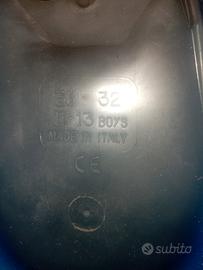 31 - 32
13 BOYS
MADE IN ITALY
CE
subito